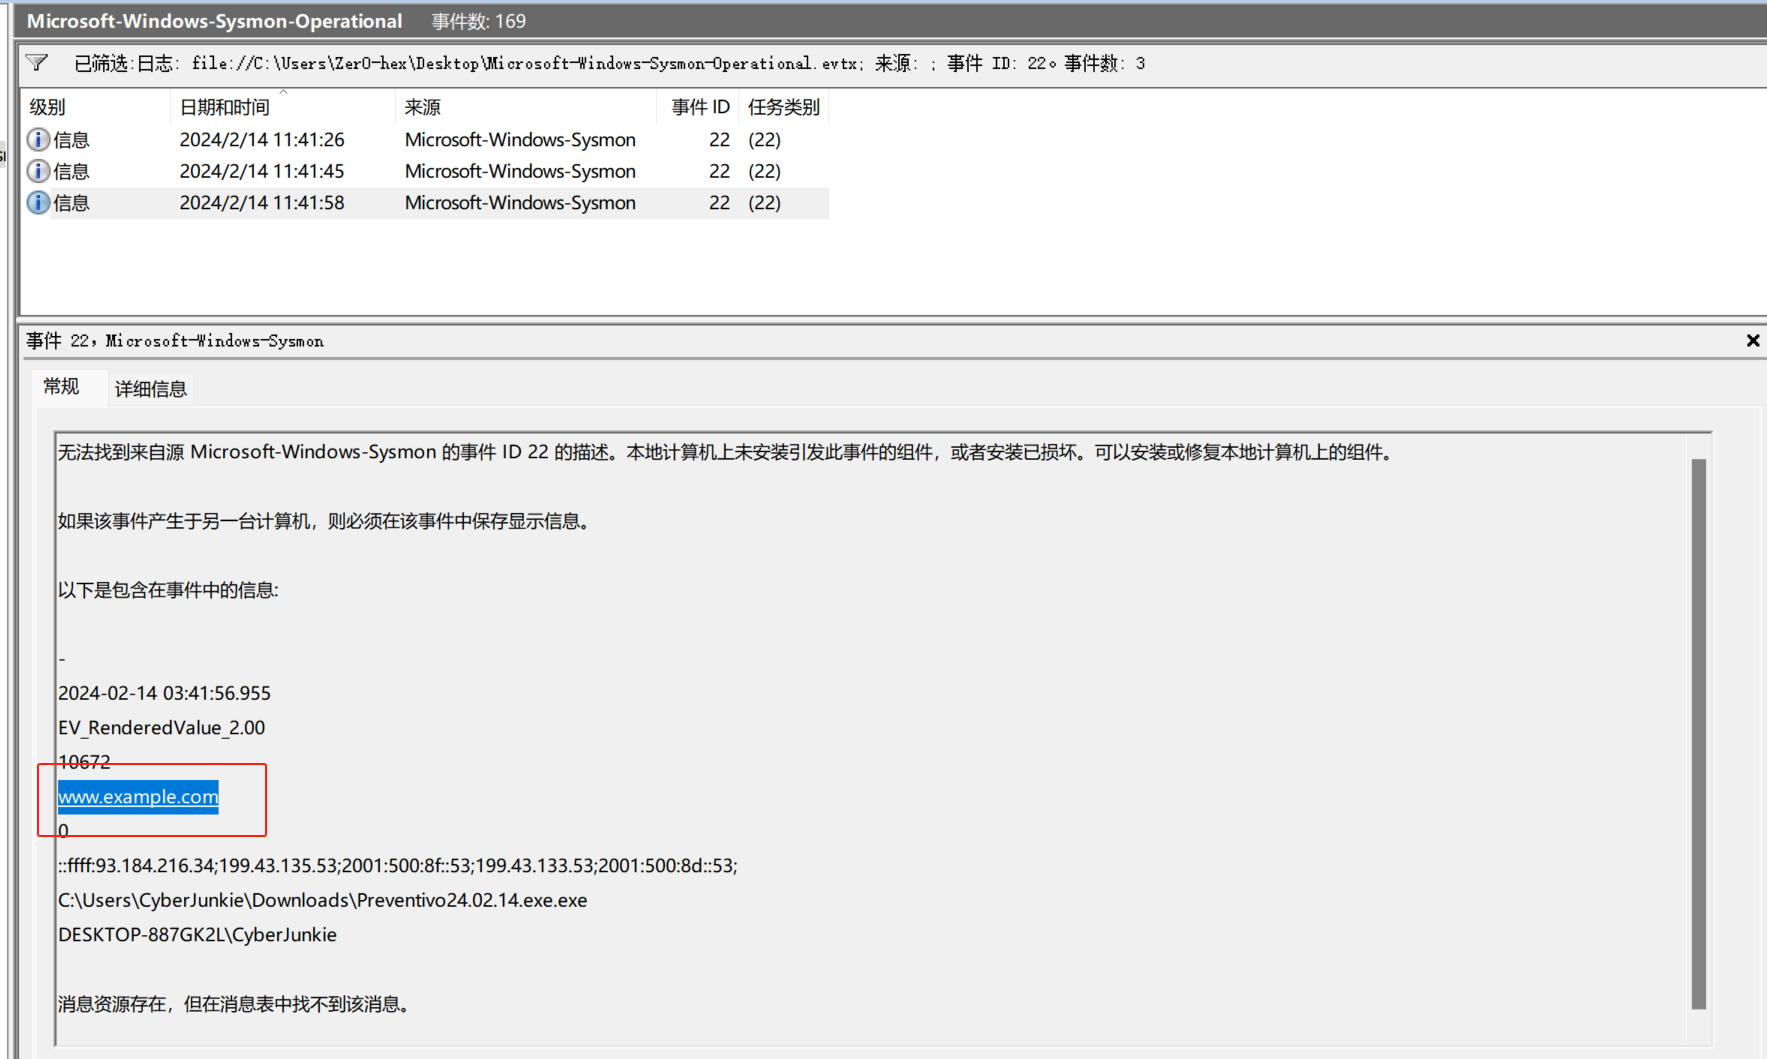 Microsoft-Windows-Sysmon-Operational 事件数: 169
已筛选:日志: file://C:\Users\Zer0-hex\Desktop\Microsoft-Windows-Sysmon-Operational.evtx; 来源: ; 事件 ID: 22。事件数: 3
级别 日期和时间 来源 事件 ID 任务类别
信息 2024/2/14 11:41:26 Microsoft-Windows-Sysmon 22 (22)
信息 2024/2/14 11:41:45 Microsoft-Windows-Sysmon 22 (22)
信息 2024/2/14 11:41:58 Microsoft-Windows-Sysmon 22 (22)
事件 22，Microsoft-Windows-Sysmon
常规 详细信息
无法找到来自源 Microsoft-Windows-Sysmon 的事件 ID 22 的描述。本地计算机上未安装引发此事件的组件，或者安装已损坏。可以安装或修复本地计算机上的组件。
如果该事件产生于另一台计算机，则必须在该事件中保存显示信息。
以下是包含在事件中的信息:
-
2024-02-14 03:41:56.955
EV_RenderedValue_2.00
10672
www.example.com
0
::ffff:93.184.216.34;199.43.135.53;2001:500:8f::53;199.43.133.53;2001:500:8d::53;
C:\Users\CyberJunkie\Downloads\Preventivo24.02.14.exe.exe
DESKTOP-887GK2L\CyberJunkie
消息资源存在，但在消息表中找不到该消息。